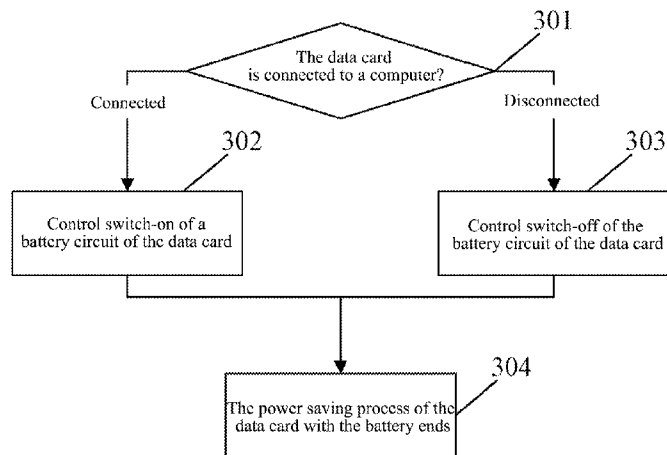 301
The data card
is connected to a computer?
Connected
Disconnected
302
303
Control switch-on of a
battery circuit of the data card
Control switch-off of the
battery circuit of the data card
304
The power saving process of the
data card with the battery ends